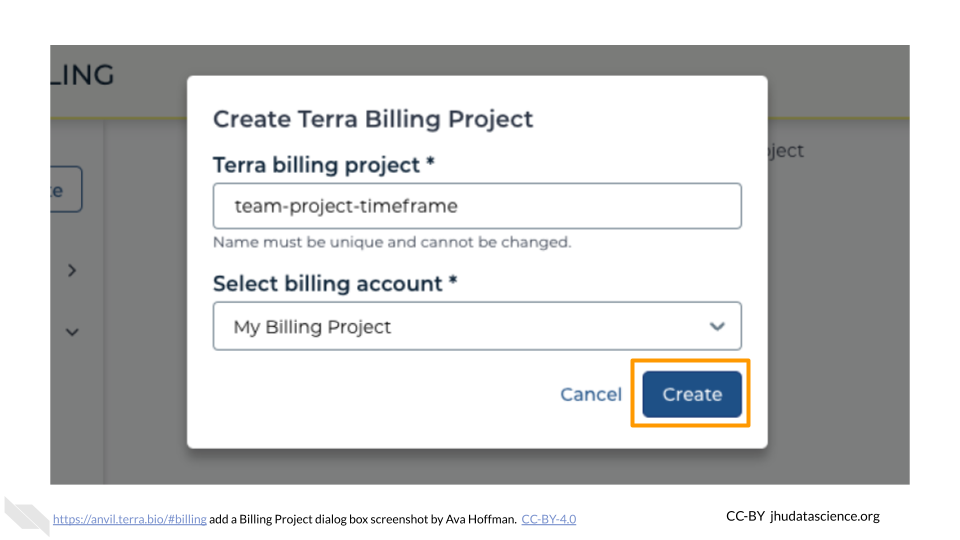 LING
Create Terra Billing Project
Terra billing project *
team-project-timeframe
Name must be unique and cannot be changed.
Select billing account *
My Billing Project
Cancel
Create
https://anvil.terra.bio/#billing add a Billing Project dialog box screenshot by Ava Hoffman. CC-BY-4.0
CC-BY jhudatascience.org